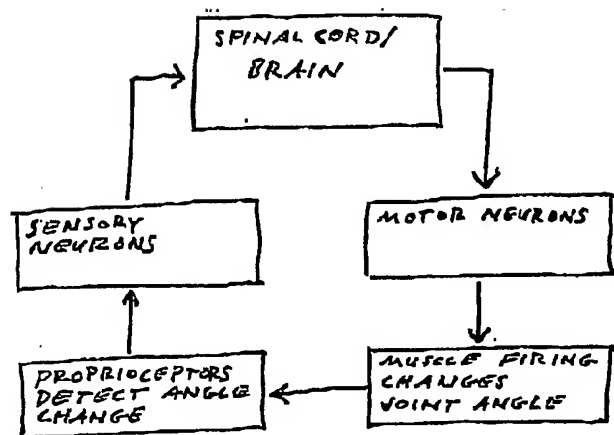 SPINAL CORD/
BRAIN
SENSORY
NEURONS
MOTOR NEURONS
PROPRIOCEPTORS
DETECT ANGLE
CHANGE
MUSCLE FIRING
CHANGES
JOINT ANGLE